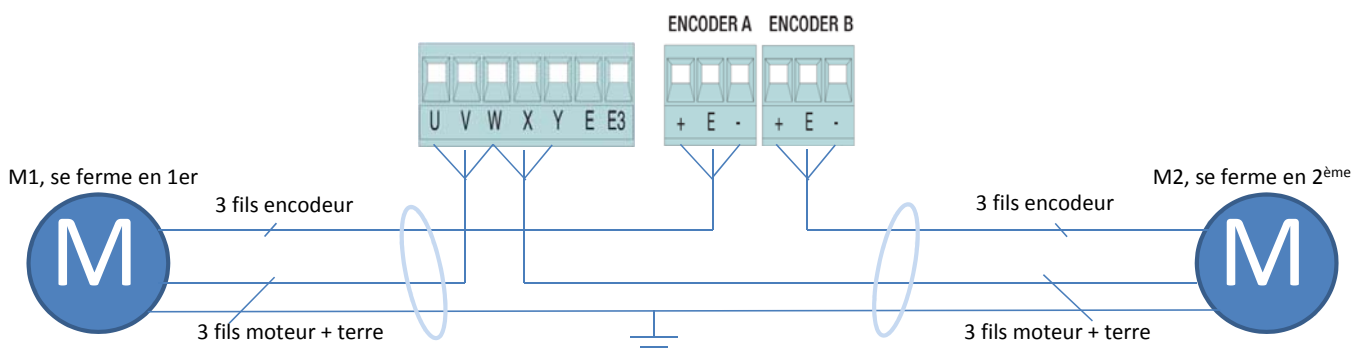 ENCODER A ENCODER B
U V W X Y E E3
+ E - + E -
M1, se ferme en 1er
M2, se ferme en 2ème
3 fils encodeur
3 fils encodeur
M
M
3 fils moteur + terre
3 fils moteur + terre